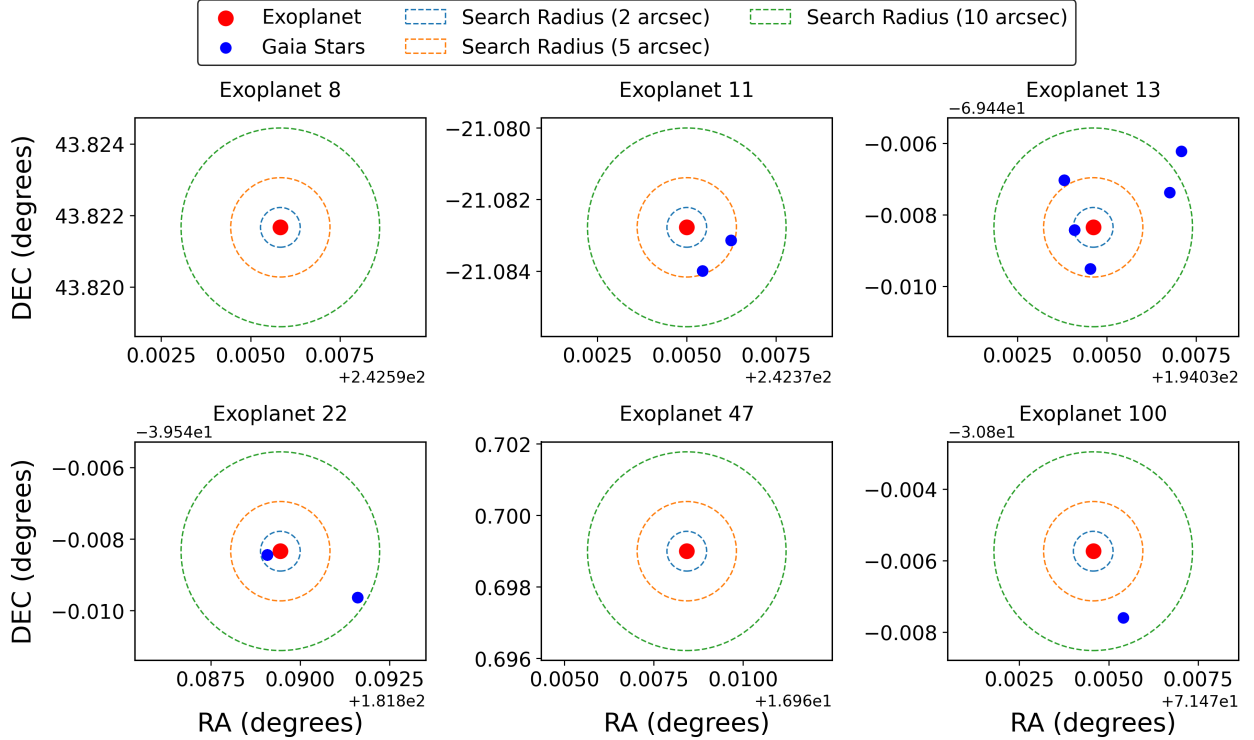 Exoplanet Search Radius (2 arcsec) Search Radius (10 arcsec)
Gaia Stars Search Radius (5 arcsec)
Exoplanet 8 Exoplanet 11 Exoplanet 13
−6.944e1
DEC (degrees)
43.824
43.822
43.820
−21.080
−21.082
−21.084
−0.006
−0.008
−0.010
0.0025 0.0050 0.0075 0.0025 0.0050 0.0075 0.0025 0.0050 0.0075
+2.4259e2 +2.4237e2 +1.9403e2
Exoplanet 22 Exoplanet 47 Exoplanet 100
−3.954e1 −3.08e1
DEC (degrees)
−0.006
−0.008
−0.010
0.702
0.700
0.698
0.696
−0.004
−0.006
−0.008
0.0875 0.0900 0.0925 0.0050 0.0075 0.0100 0.0025 0.0050 0.0075
+1.818e2 +1.696e1 +7.147e1
RA (degrees) RA (degrees) RA (degrees)